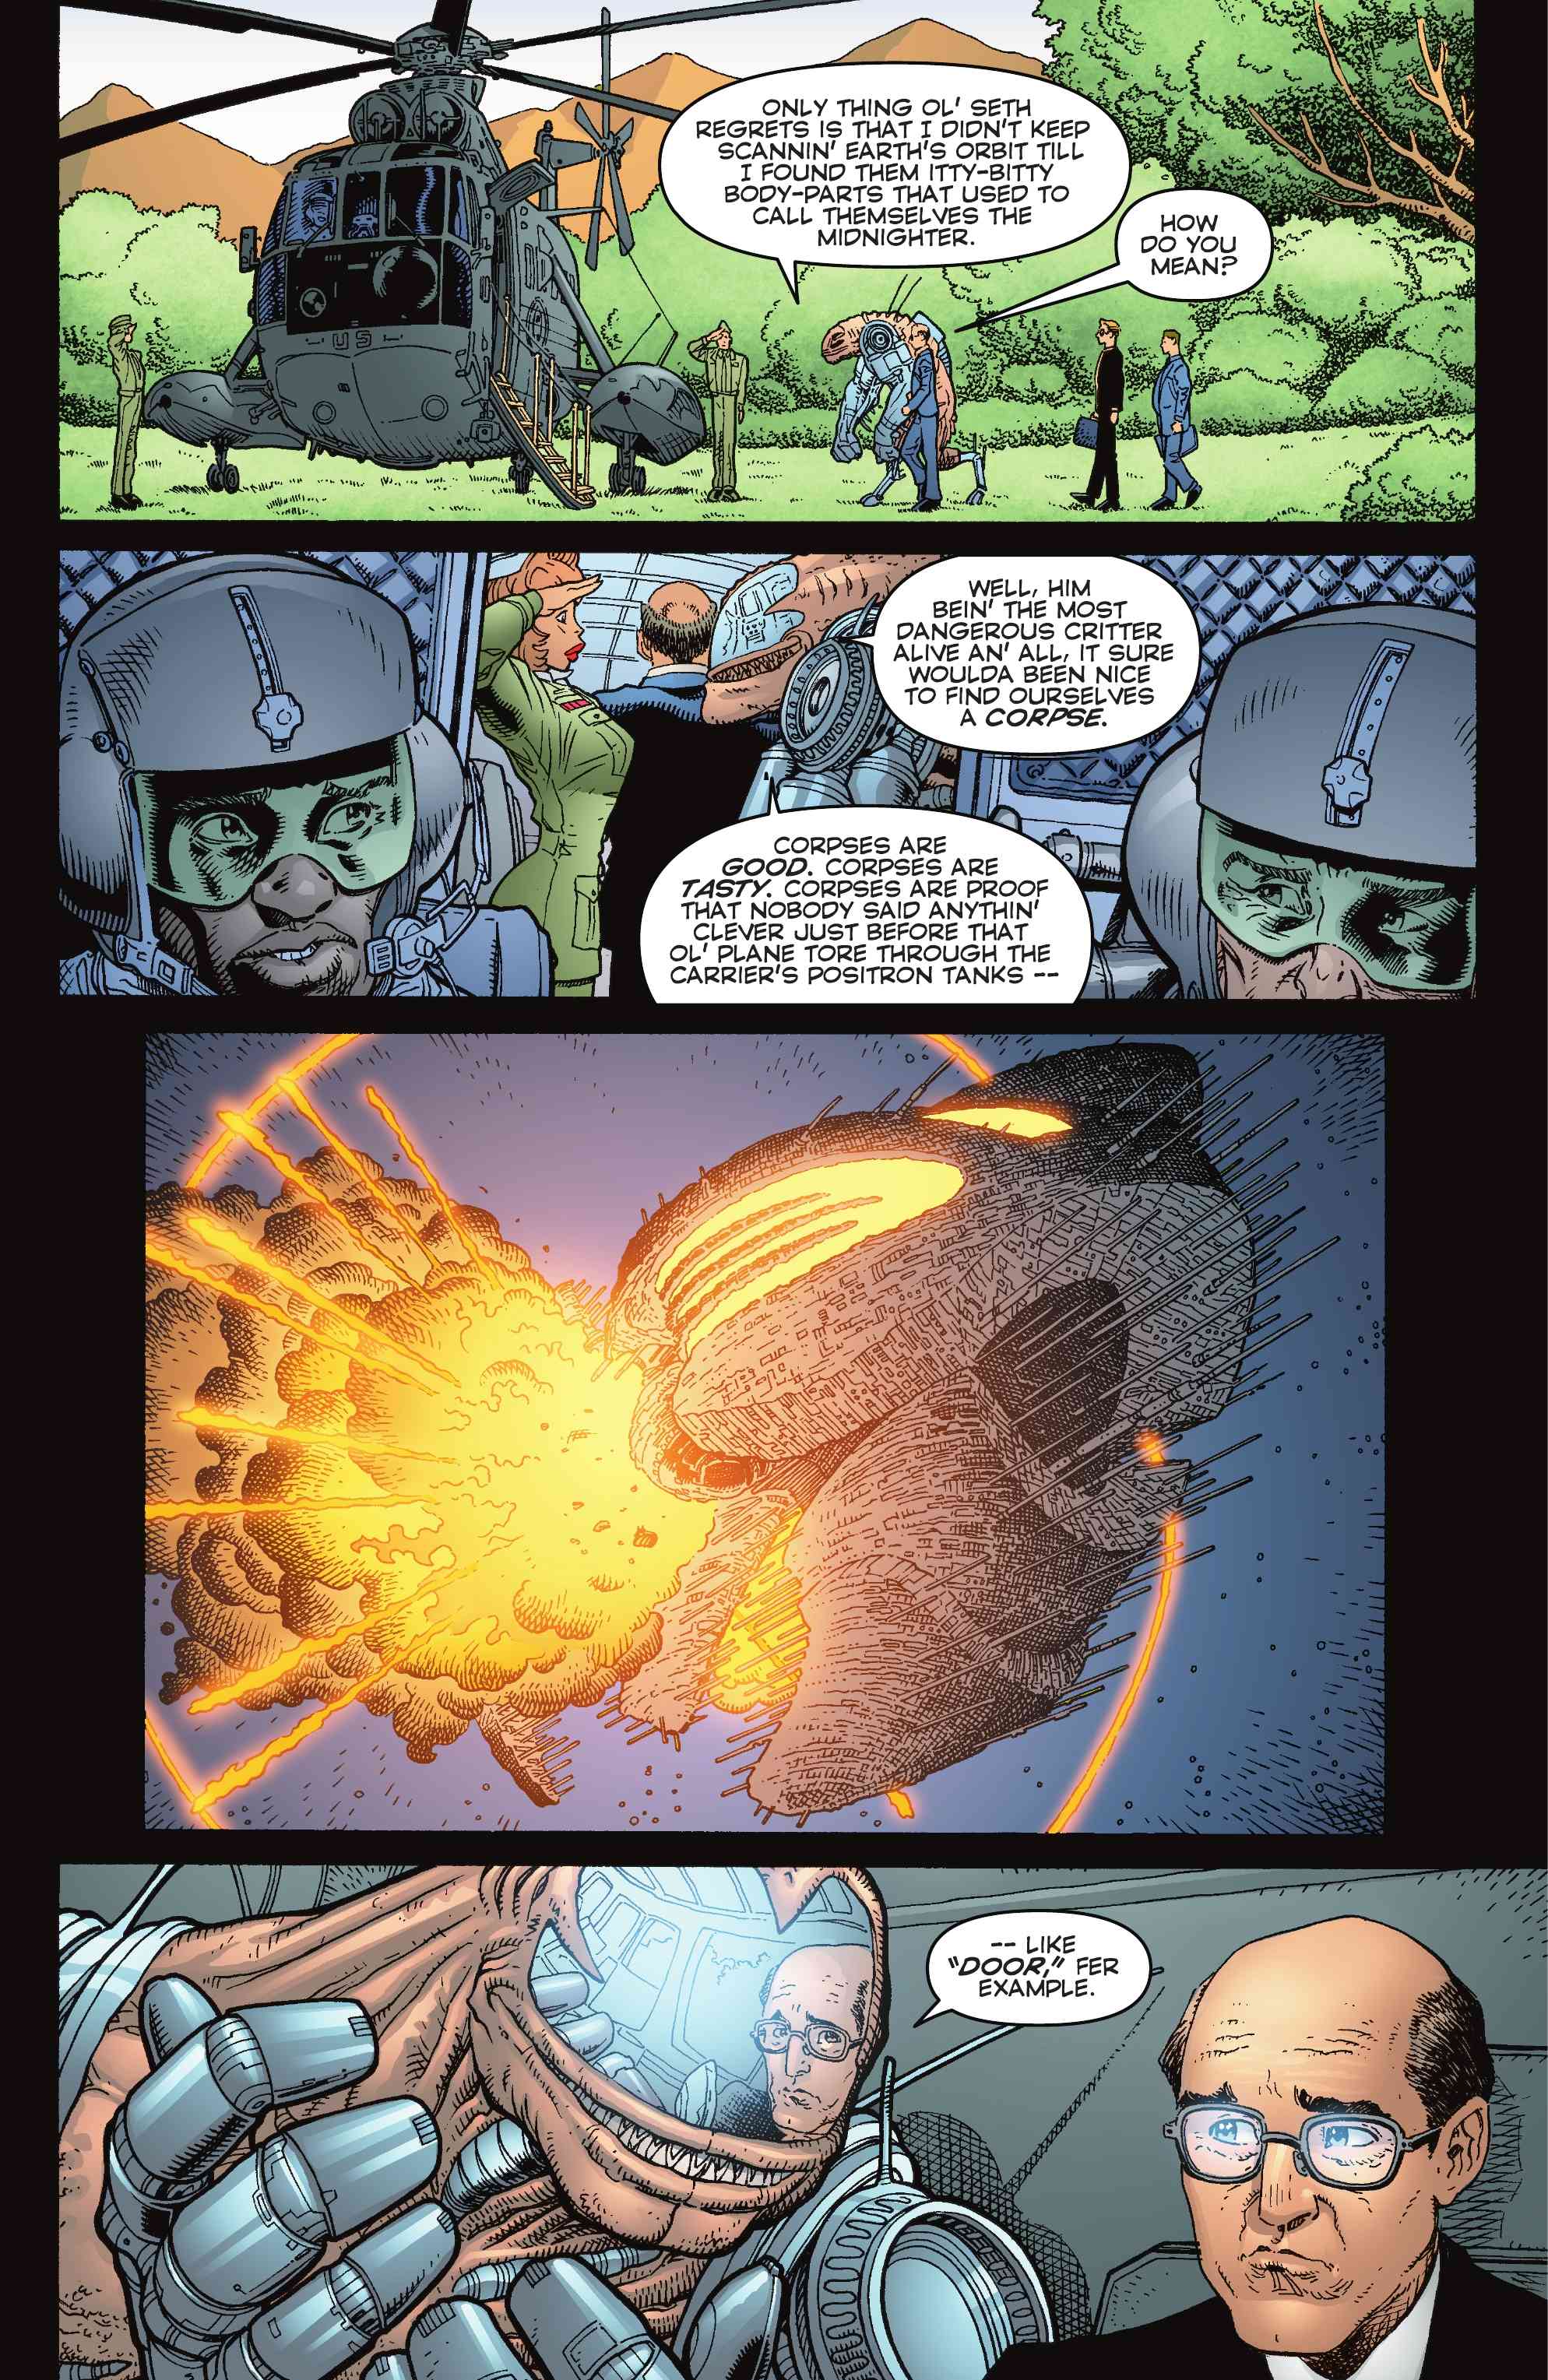 ONLY THING OL' SETH
REGRETS IS THAT I DIDN'T KEEP
SCANNIN' EARTH'S ORBIT TILL
I FOUND THEM ITTY-BITTY
BODY-PARTS THAT USED TO
CALL THEMSELVES THE
MIDNIGHTER.
HOW
DO YOU
MEAN?
US
WELL, HIM
BEIN' THE MOST
DANGEROUS CRITTER
ALIVE AN' ALL, IT SURE
WOULDA BEEN NICE
TO FIND OURSELVES
A CORPSE.
CORPSES ARE
GOOD. CORPSES ARE
TASTY. CORPSES ARE PROOF
THAT NOBODY SAID ANYTHIN'
CLEVER JUST BEFORE THAT
OL' PLANE TORE THROUGH THE
CARRIER'S POSITRON TANKS --
-- LIKE
"DOOR," FER
EXAMPLE.